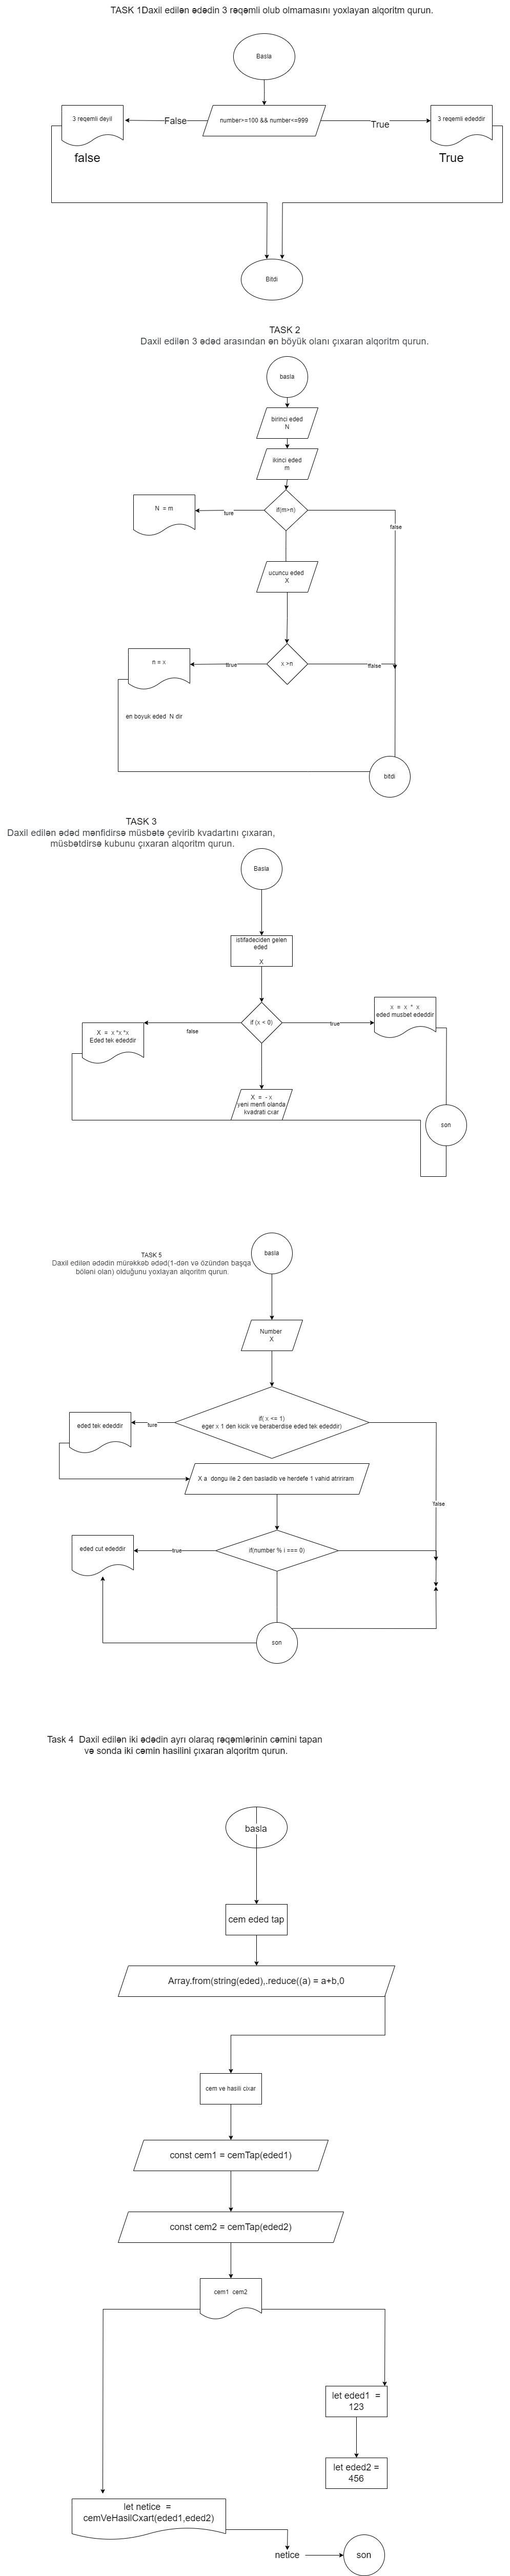 TASK 1Daxil edilən ədədin 3 rəqəmli olub olmamasını yoxlayan alqoritm qurun.
Basla
3 reqemli deyil
False
number>=100 && number<=999
True
3 reqemli ededdir
false
True
Bitdi
TASK 2
Daxil edilən 3 ədəd arasından ən böyük olanı çıxaran alqoritm qurun.
basla
birinci eded
N
ikinci eded
m
N = m
ture
if(m>n)
false
ucuncu eded
X
n = x
true
x >n
flalse
en boyuk eded N dir
bitdi
TASK 3
Daxil edilən ədəd mənfidirsə müsbətə çevirib kvadartını çıxaran,
müsbətdirsə kubunu çıxaran alqoritm qurun.
Basla
istifadeciden gelen
eded
X
X = x *x *x
Eded tek ededdir
false
if (x < 0)
true
x = x * x
eded musbet ededdir
X = - x
yeni menfi olanda
kvadrati cxar
son
TASK 5
Daxil edilən ədədin mürəkkəb ədəd(1-dən və özündən başqa
böləni olan) olduğunu yoxlayan alqoritm qurun.
basla
Number
X
eded tek ededdir
ture
if( x <= 1)
eger x 1 den kicik ve beraberdise eded tek ededdir)
X a dongu ile 2 den basladib ve herdefe 1 vahid atririram
false
eded cut ededdir
true
if(number % i === 0)
son
Task 4 Daxil edilən iki ədədin ayrı olaraq rəqəmlərinin cəmini tapan
və sonda iki cəmin hasilini çıxaran alqoritm qurun.
basla
cem eded tap
Array.from(string(eded),.reduce((a) = a+b,0
cem ve hasili cixar
const cem1 = cemTap(eded1)
const cem2 = cemTap(eded2)
cem1 cem2
let eded1 =
123
let eded2 =
456
let netice =
cemVeHasilCxart(eded1,eded2)
netice
son